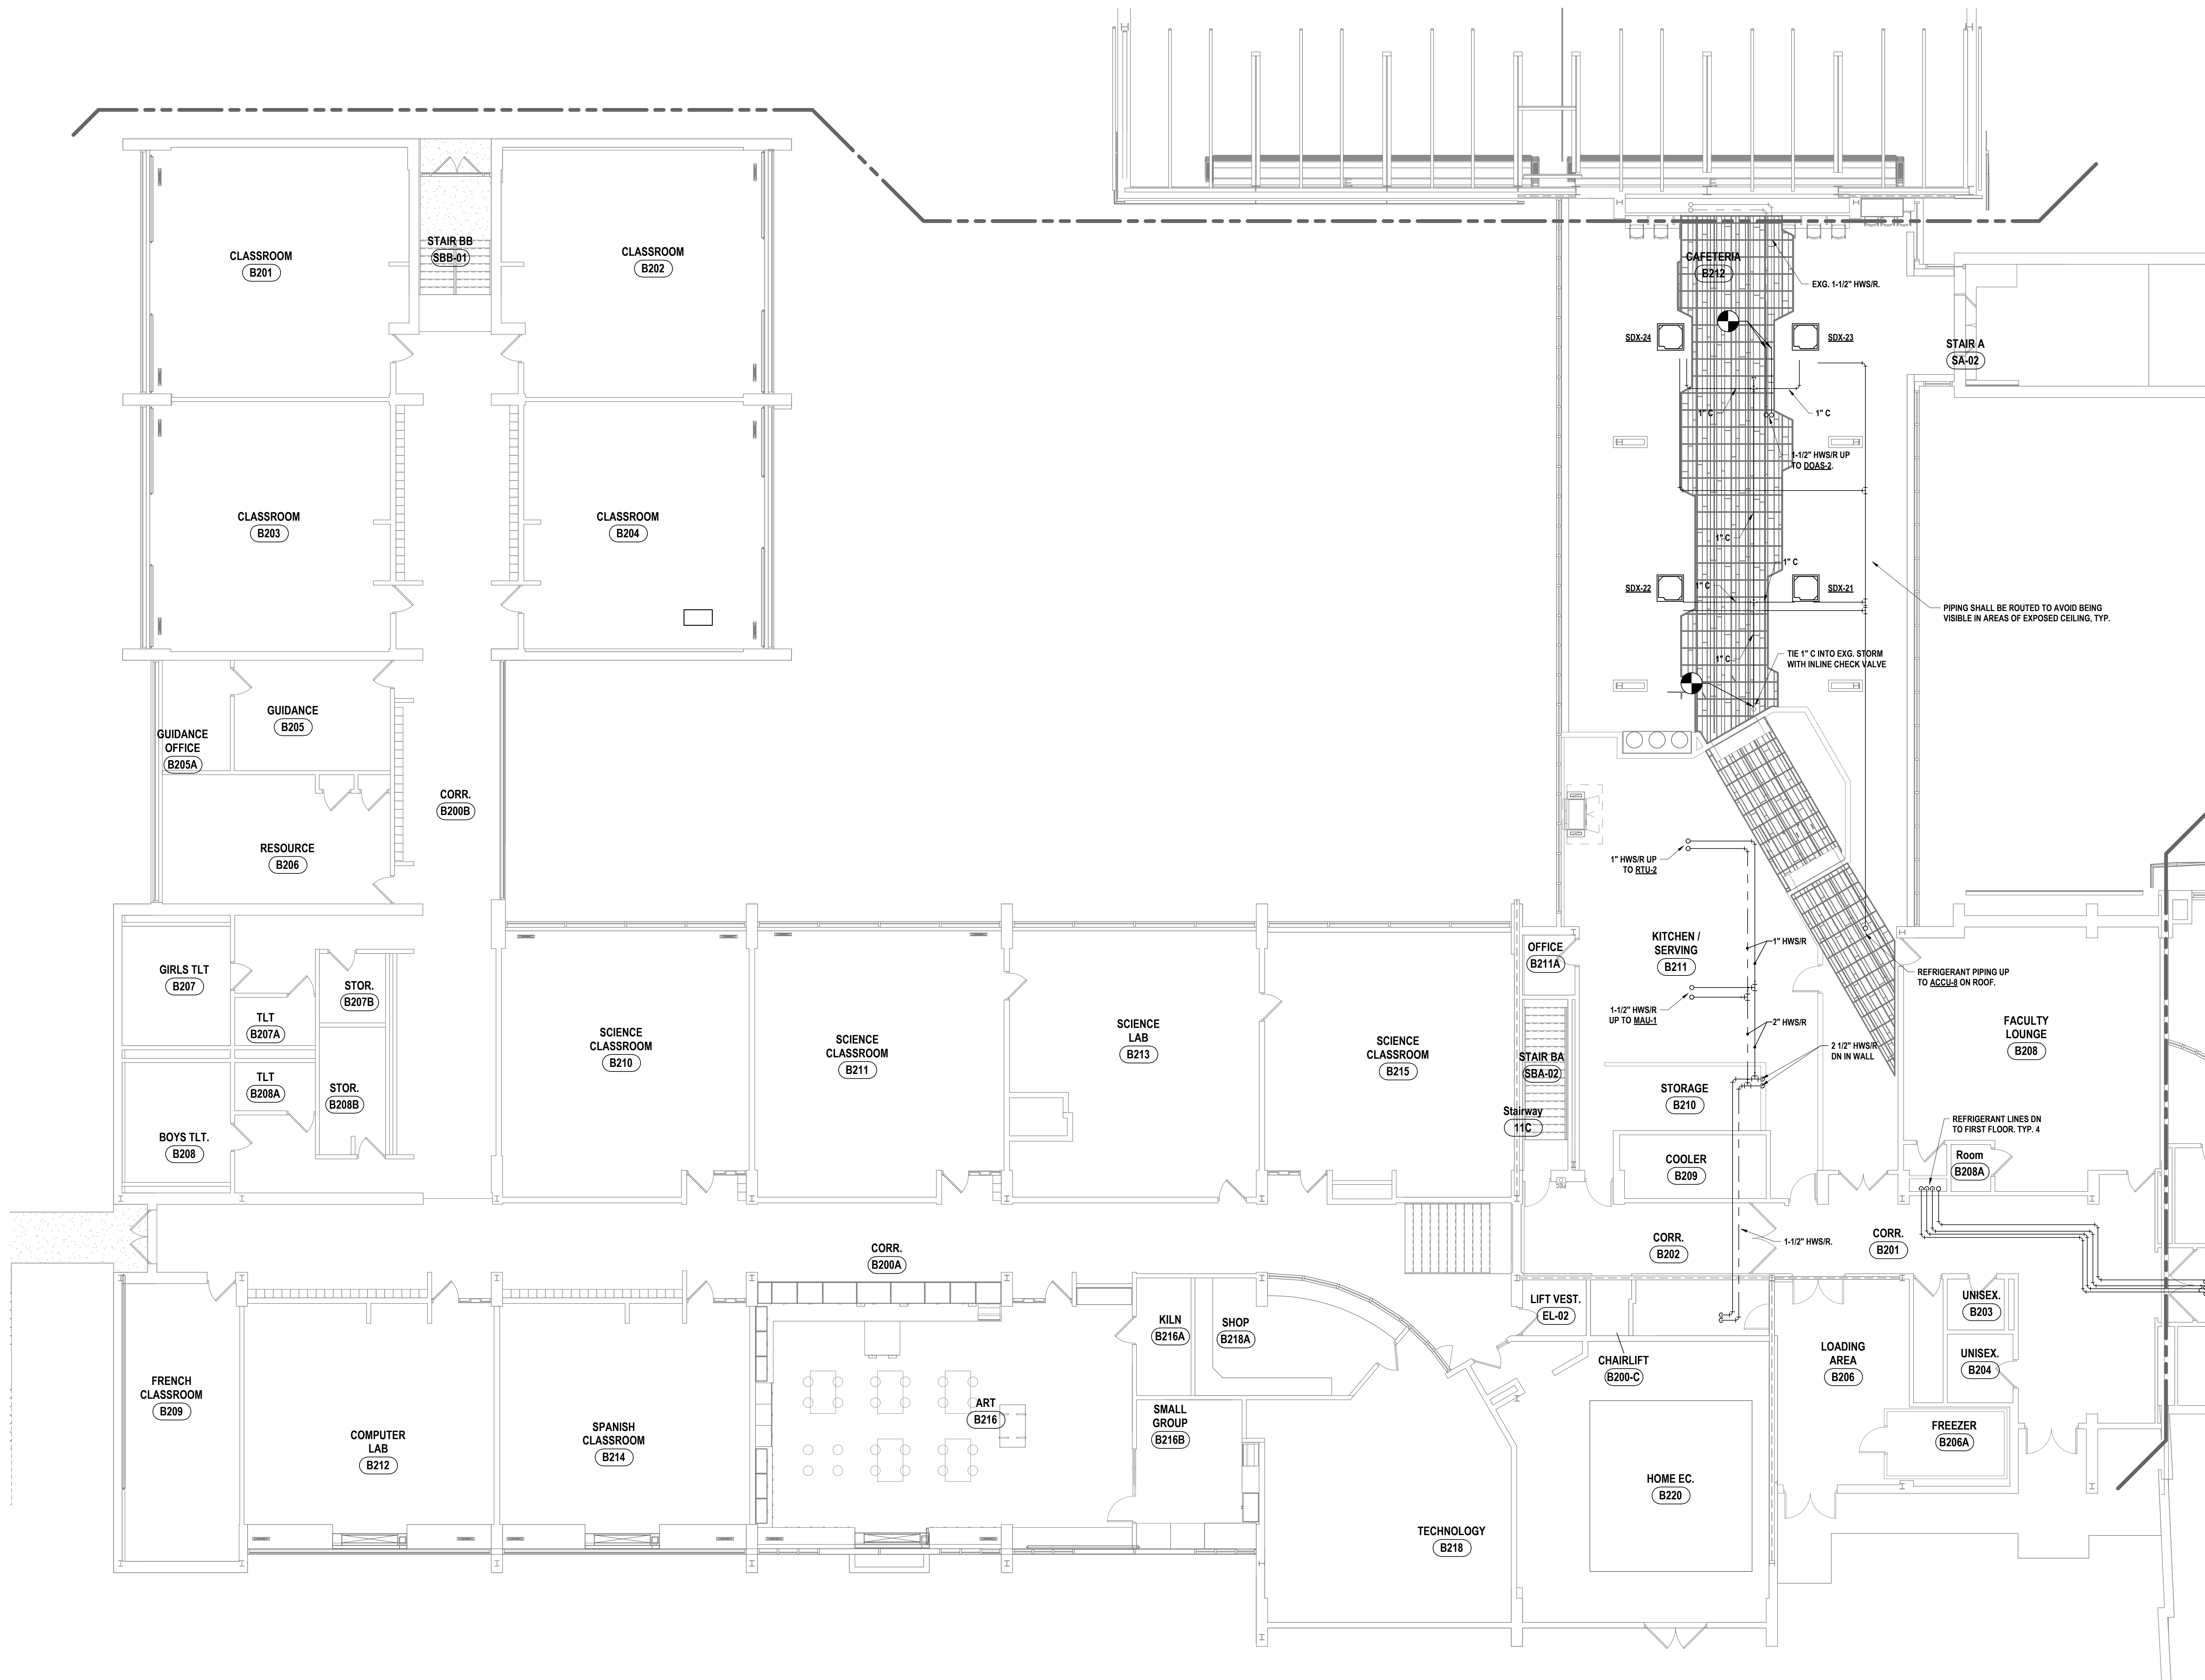 CLASSROOM
B201
STAIR BB
SBB-01
CLASSROOM
B202
CLASSROOM
B203
CLASSROOM
B204
GUIDANCE
OFFICE
B205A
GUIDANCE
B205
RESOURCE
B206
CORR.
B200B
GIRLS TLT
B207
TLT
B207A
STOR.
B207B
TLT
B208A
STOR.
B208B
BOYS TLT.
B208
SCIENCE
CLASSROOM
B210
SCIENCE
CLASSROOM
B211
SCIENCE
LAB
B213
SCIENCE
CLASSROOM
B215
CORR.
B200A
FRENCH
CLASSROOM
B209
COMPUTER
LAB
B212
SPANISH
CLASSROOM
B214
ART
B216
KILN
B216A
SHOP
B218A
SMALL
GROUP
B216B
TECHNOLOGY
B218
HOME EC.
B220
LIFT VEST.
EL-02
CHAIRLIFT
B200-C
LOADING
AREA
B206
UNISEX.
B203
UNISEX.
B204
FREEZER
B206A
CAFETERIA
B212
EXG. 1-1/2" HWS/R.
SDX-24
SDX-23
STAIR A
SA-02
1" C
1" C
1-1/2" HWS/R UP
TO DOAS-2.
1" C
1" C
SDX-22
1" C
SDX-21
PIPING SHALL BE ROUTED TO AVOID BEING
VISIBLE IN AREAS OF EXPOSED CEILING, TYP.
1" C
TIE 1" C INTO EXG. STORM
WITH INLINE CHECK VALVE
1" HWS/R UP
TO RTU-2
OFFICE
B211A
KITCHEN /
SERVING
B211
1" HWS/R
REFRIGERANT PIPING UP
TO ACCU-8 ON ROOF.
1-1/2" HWS/R
UP TO MAU-1
2" HWS/R
2 1/2" HWS/R
DN IN WALL
FACULTY
LOUNGE
B208
STAIR BA
SBA-02
Stairway
11C
STORAGE
B210
COOLER
B209
REFRIGERANT LINES DN
TO FIRST FLOOR. TYP. 4
Room
B208A
CORR.
B202
1-1/2" HWS/R.
CORR.
B201